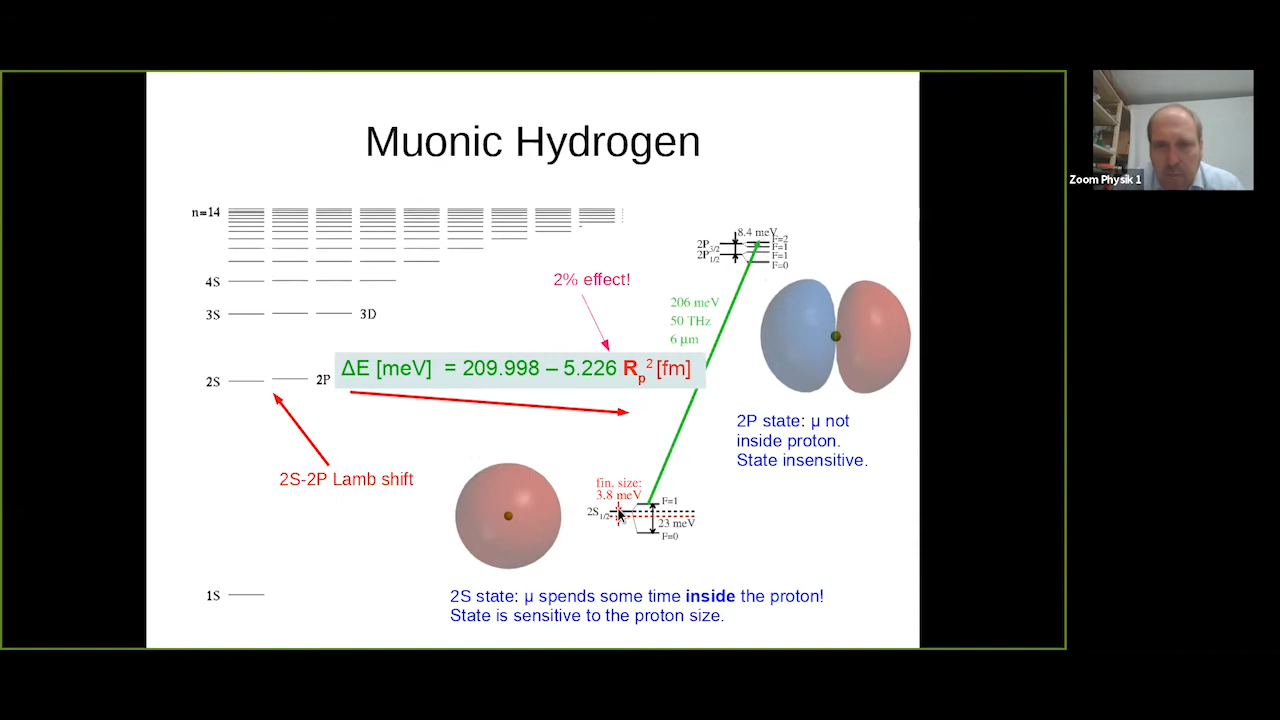 Muonic Hydrogen
n=14
4S
3S
3D
2S
2P
1S
2% effect!
ΔE [meV] = 209.998 – 5.226 Rp² [fm]
2S-2P Lamb shift
8.4 meV
2P3/2
2P1/2
F=2
F=1
F=1
F=0
206 meV
50 THz
6 μm
2P state: μ not
inside proton.
State insensitive.
fin. size:
3.8 meV
2S1/2
F=1
23 meV
F=0
2S state: μ spends some time inside the proton!
State is sensitive to the proton size.
Zoom Physik 1